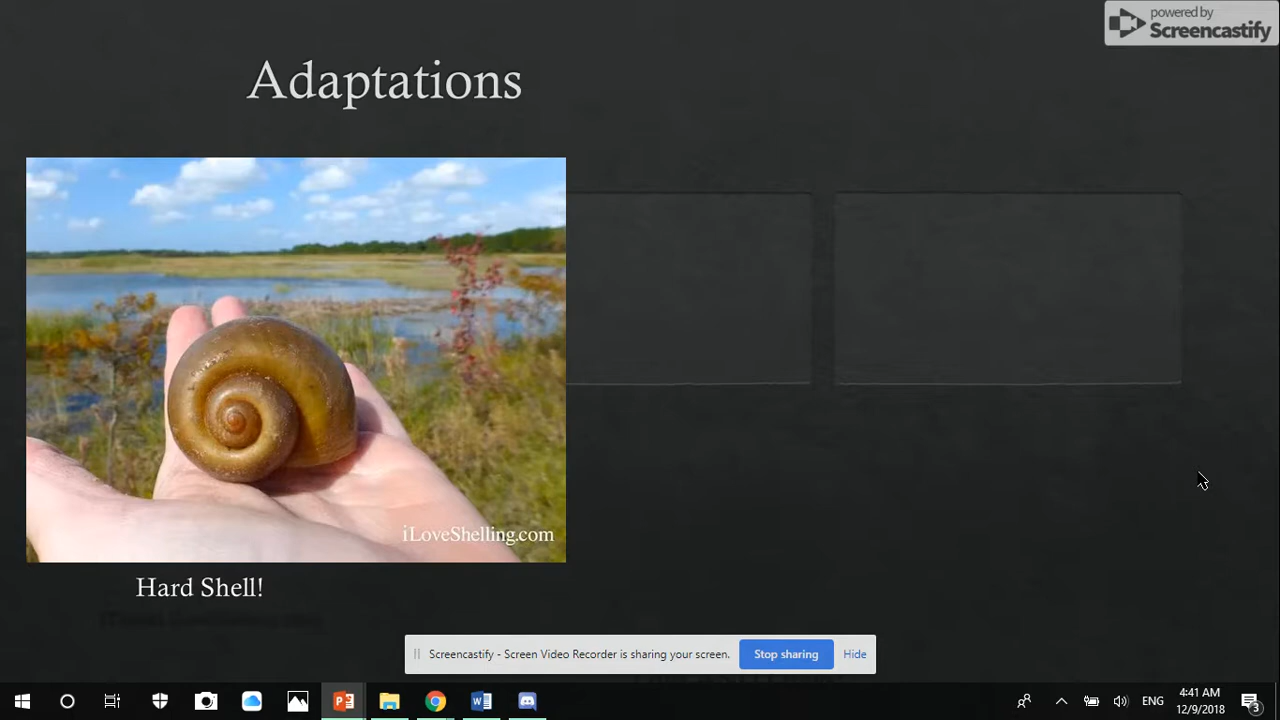 powered by
Screencastify
Adaptations
iLoveShelling.com
Hard Shell!
Screencastify - Screen Video Recorder is sharing your screen.
Stop sharing
Hide
ENG
4:41 AM
12/9/2018
3